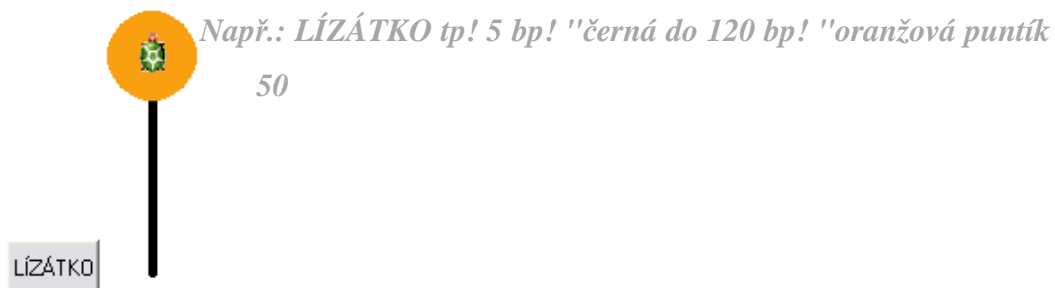 Např.: LÍZÁTKO tp! 5 bp! "černá do 120 bp! "oranžová puntík
50
LÍZÁTKO